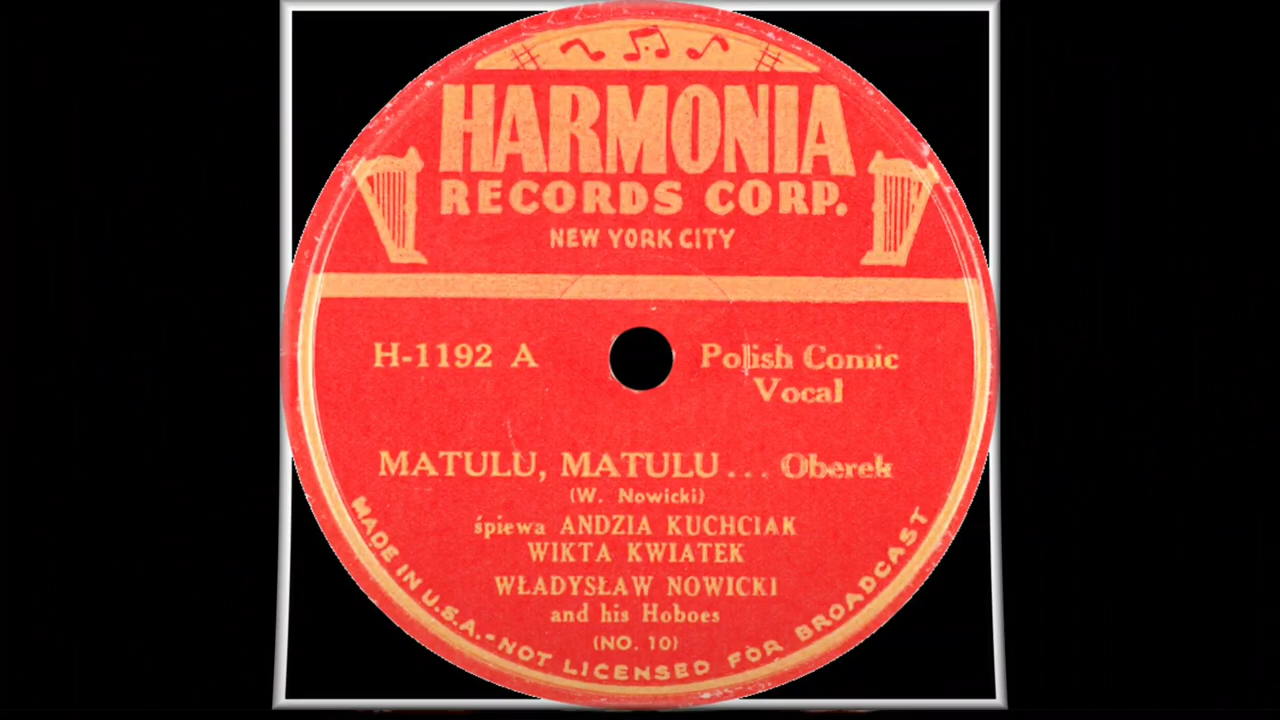 HARMONIA
RECORDS CORP.
NEW YORK CITY
H-1192 A
Polish Comic
Vocal
MATULU, MATULU... Oberek
(W. Nowicki)
śpiewa ANDZIA KUCHCIAK
WIKTA KWIATEK
WŁADYSŁAW NOWICKI
and his Hoboes
(NO. 10)
MADE IN U.S.A.-NOT LICENSED FOR BROADCAST